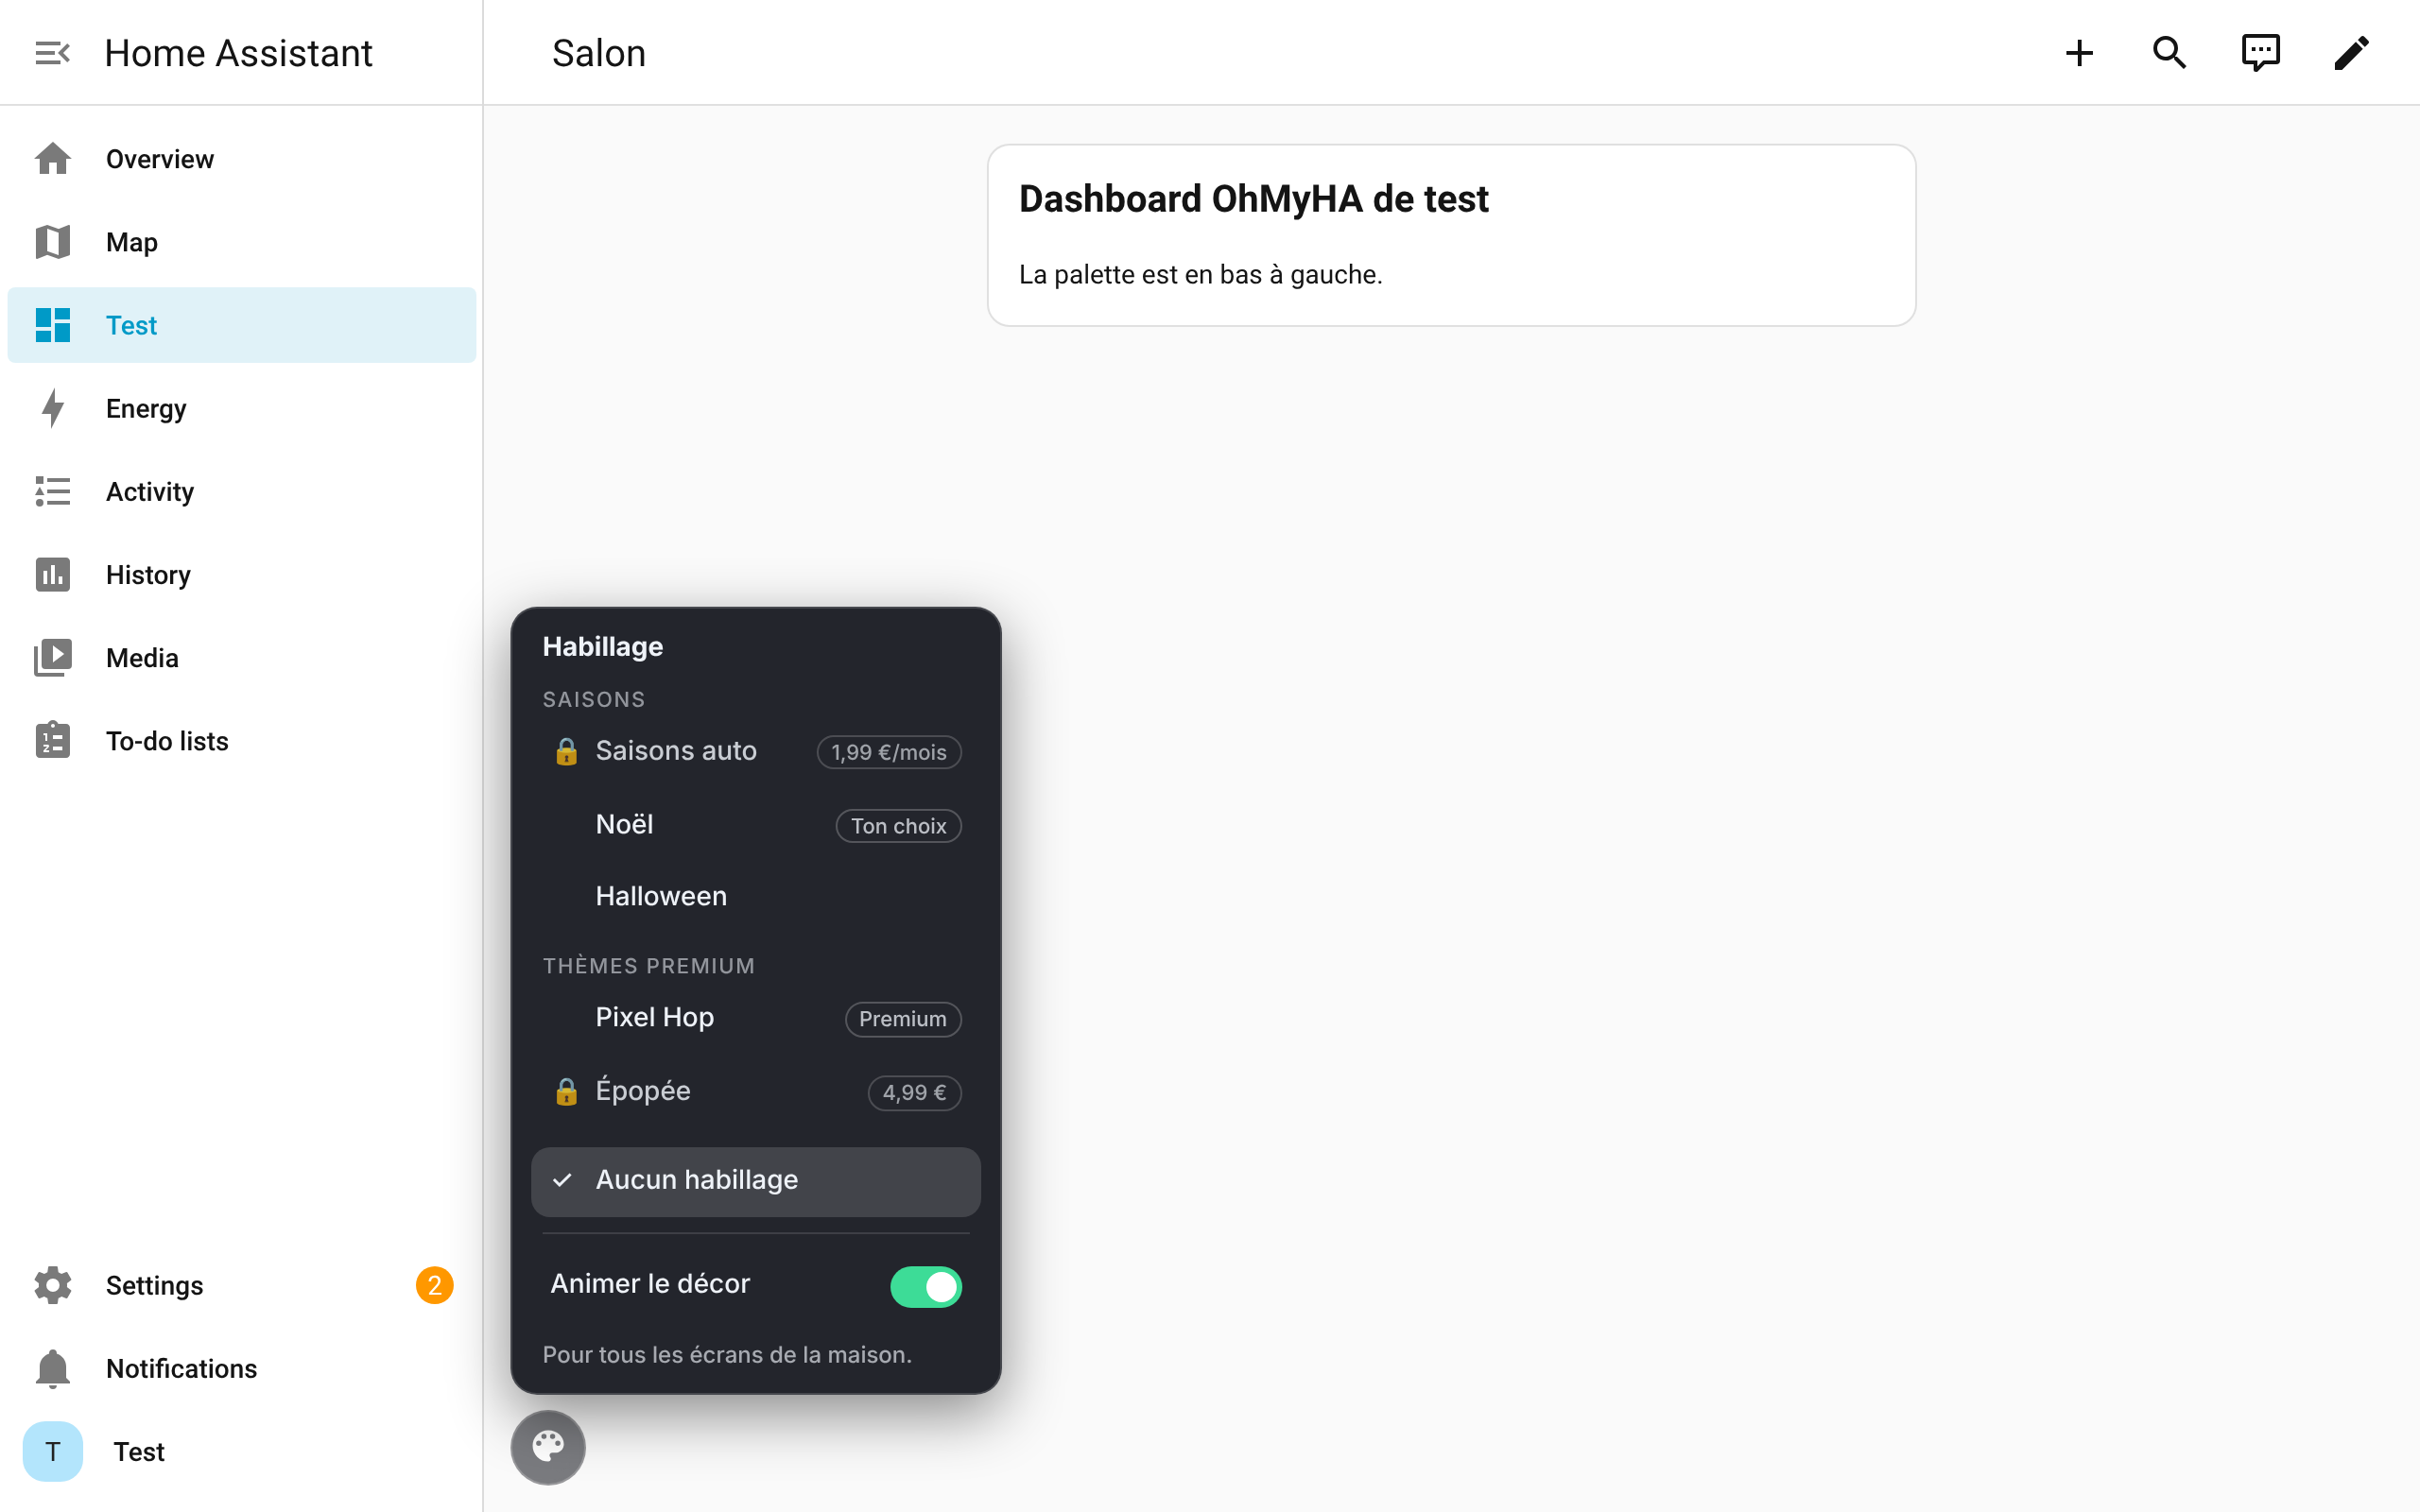 Home Assistant
Salon
Overview
Map
Test
Energy
Activity
History
Media
To-do lists
Settings
2
Notifications
T
Test
Dashboard OhMyHA de test
La palette est en bas à gauche.
Habillage
SAISONS
Saisons auto
1,99 €/mois
Noël
Ton choix
Halloween
THÈMES PREMIUM
Pixel Hop
Premium
Épopée
4,99 €
Aucun habillage
Animer le décor
Pour tous les écrans de la maison.